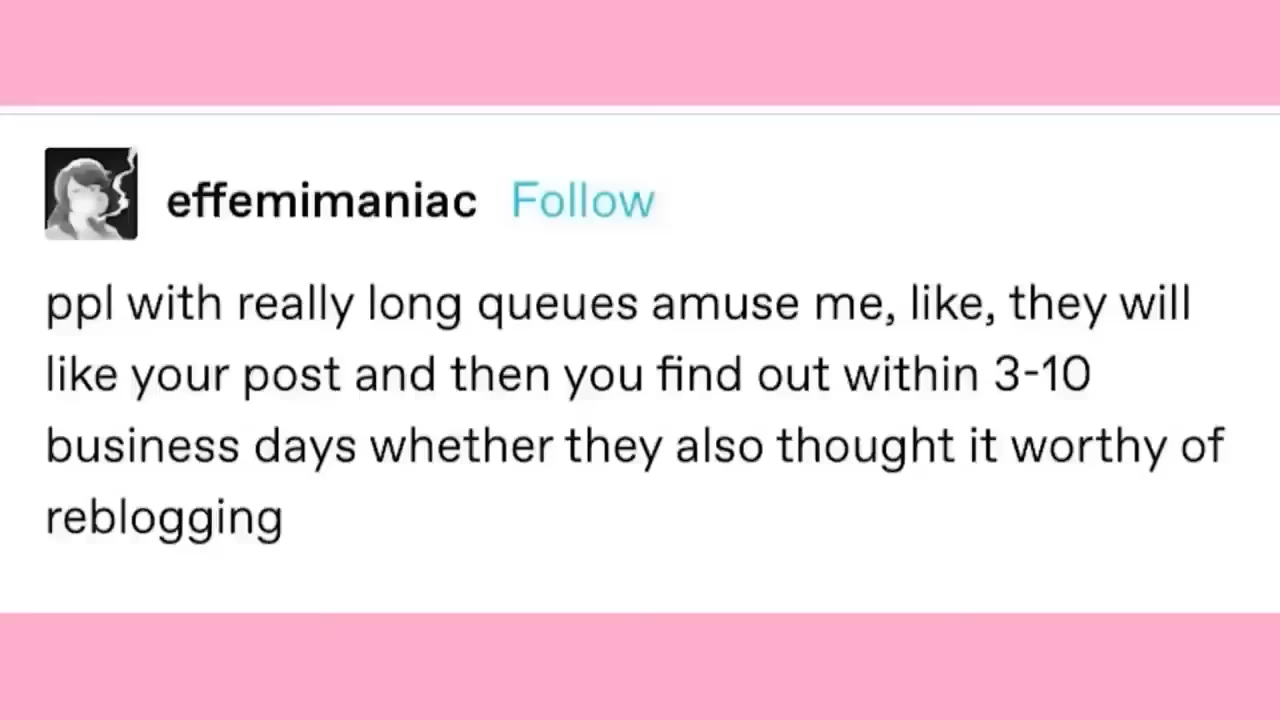 effemimaniac Follow
ppl with really long queues amuse me, like, they will
like your post and then you find out within 3-10
business days whether they also thought it worthy of
reblogging